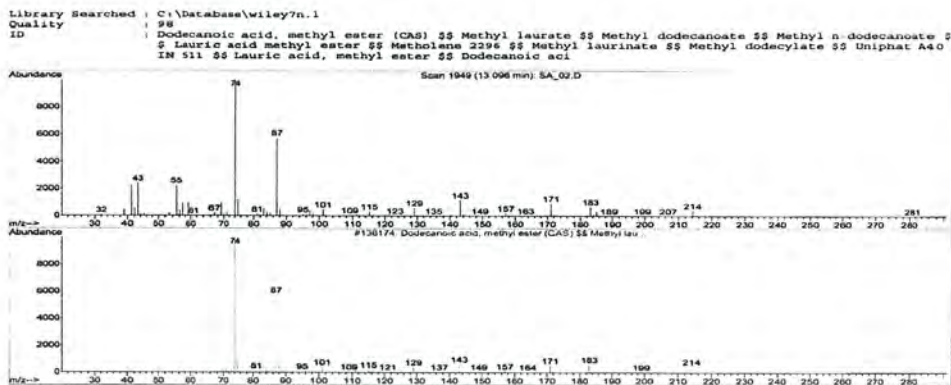 Library Searched : C:\Database\wiley7n.l
Quality : 98
ID : Dodecanoic acid, methyl ester (CAS) $$ Methyl laurate $$ Methyl dodecanoate $$ Methyl n-dodecanoate $
$ Lauric acid methyl ester $$ Metholene 2296 $$ Methyl laurinate $$ Methyl dodecylate $$ Uniphat A40
IN 511 $$ Lauric acid, methyl ester $$ Dodecanoic aci
Abundance
Scan 1949 (13.096 min): SA_02.D
74
8000
6000
87
4000
2000
32 43 55 61 67 81 95 101 109 115 123 129 135 143 149 157 163 171 183 189 199 207 214 281
m/z--> 30 40 50 60 70 80 90 100 110 120 130 140 150 160 170 180 190 200 210 220 230 240 250 260 270 280
Abundance
#136174: Dodecanoic acid, methyl ester (CAS) $$ Methyl lau...
74
8000
6000
87
4000
2000
0
81 95 101 109 115 121 129 137 143 149 157 164 171 183 199 214
m/z--> 30 40 50 60 70 80 90 100 110 120 130 140 150 160 170 180 190 200 210 220 230 240 250 260 270 280